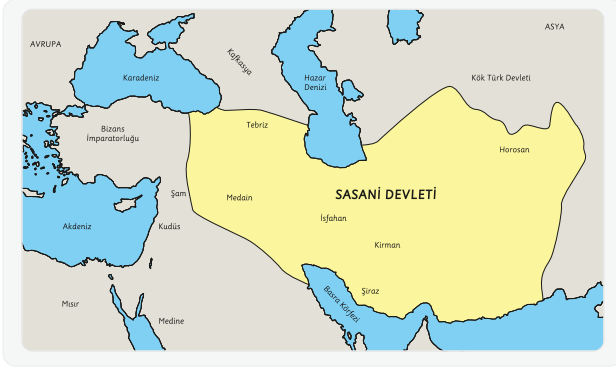 ASYA
AVRUPA
Kafkasya
Karadeniz
Hazar
Denizi
Kök Türk Devleti
Tebriz
Bizans
İmparatorluğu
Horosan
Şam
Medain
SASANİ DEVLETİ
İsfahan
Akdeniz
Kudüs
Kirman
Şiraz
Basra Körfezi
Mısır
Medine